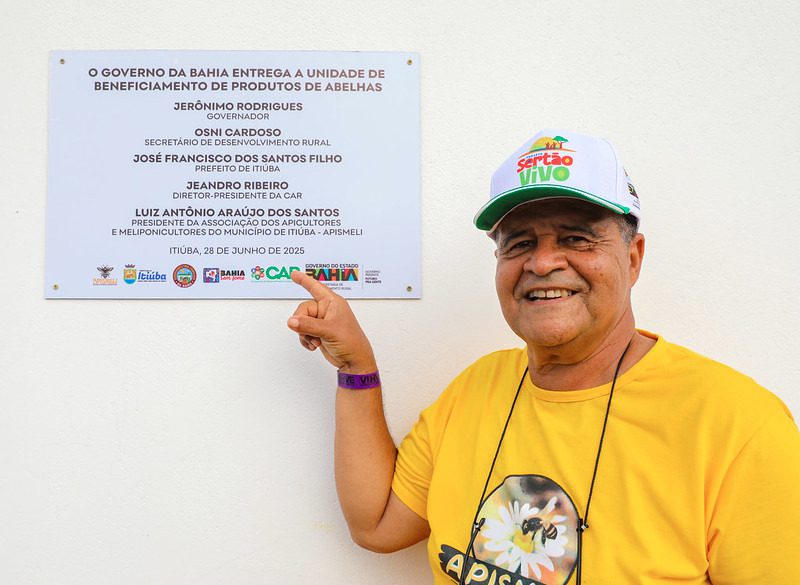 O GOVERNO DA BAHIA ENTREGA A UNIDADE DE
BENEFICIAMENTO DE PRODUTOS DE ABELHAS
JERÔNIMO RODRIGUES
GOVERNADOR
OSNI CARDOSO
SECRETÁRIO DE DESENVOLVIMENTO RURAL
JOSÉ FRANCISCO DOS SANTOS FILHO
PREFEITO DE ITIÚBA
JEANDRO RIBEIRO
DIRETOR-PRESIDENTE DA CAR
LUIZ ANTÔNIO ARAÚJO DOS SANTOS
PRESIDENTE DA ASSOCIAÇÃO DOS APICULTORES
E MELIPONICULTORES DO MUNICÍPIO DE ITIÚBA - APISMELI
ITIÚBA, 28 DE JUNHO DE 2025
Itiúba
BAHIA
sem fome
CAR
GOVERNO DO ESTADO
BAHIA
sertão
ViVO
APISM